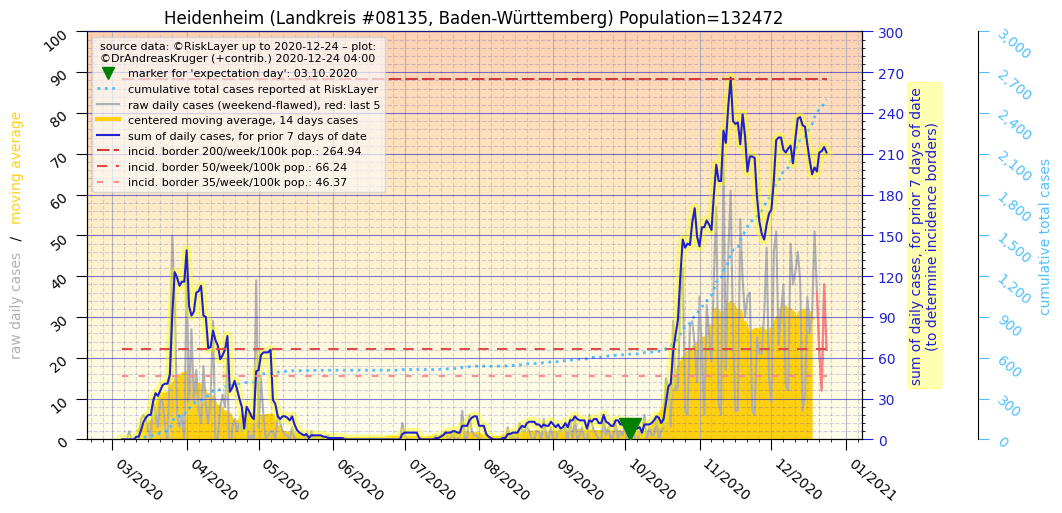 Heidenheim (Landkreis #08135, Baden-Württemberg) Population=132472
source data: ©RiskLayer up to 2020-12-24 – plot:
©DrAndreasKruger (+contrib.) 2020-12-24 04:00
marker for 'expectation day': 03.10.2020
cumulative total cases reported at RiskLayer
raw daily cases (weekend-flawed), red: last 5
centered moving average, 14 days cases
sum of daily cases, for prior 7 days of date
incid. border 200/week/100k pop.: 264.94
incid. border 50/week/100k pop.: 66.24
incid. border 35/week/100k pop.: 46.37
raw daily cases / moving average
100
90
80
70
60
50
40
30
20
10
0
03/2020
04/2020
05/2020
06/2020
07/2020
08/2020
09/2020
10/2020
11/2020
12/2020
01/2021
300
270
240
210
180
150
120
90
60
30
0
sum of daily cases, for prior 7 days of date
(to determine incidence borders)
3,000
2,700
2,400
2,100
1,800
1,500
1,200
900
600
300
0
cumulative total cases